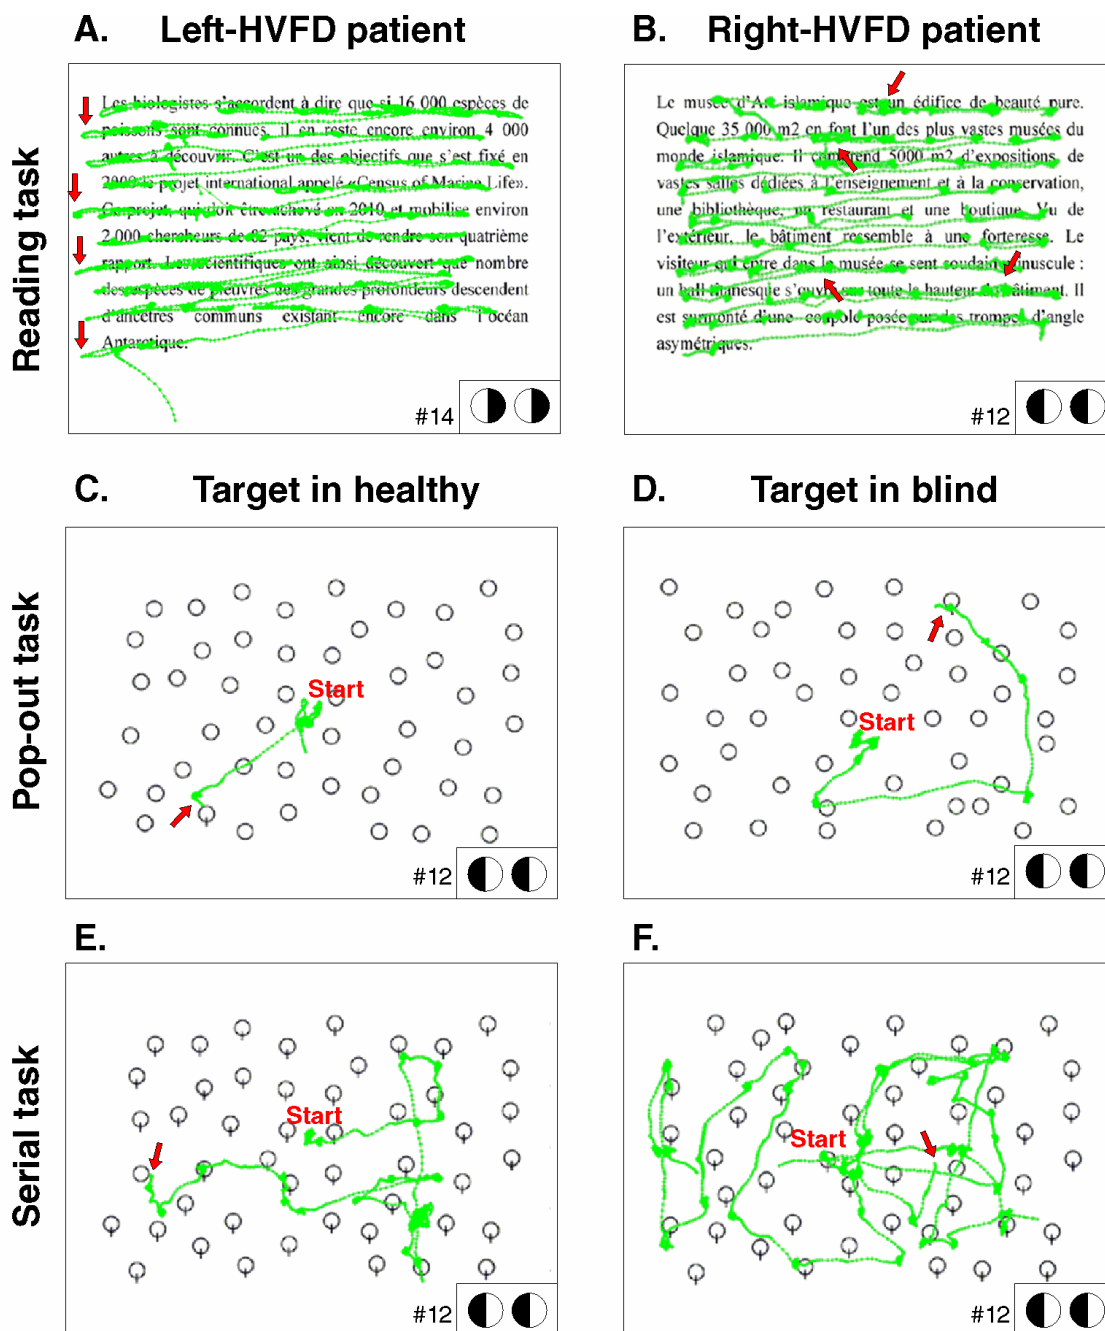 A. Left-HVFD patient
B. Right-HVFD patient
Reading task
Les biologistes s'accordent à dire que si 16 000 espèces de
poissons sont connues, il en reste encore environ 4 000
autres à découvrir. C'est un des objectifs que s'est fixé en
2000 le projet international appelé «Census of Marine Life».
Ce projet, qui doit être achevé en 2010 et mobilise environ
2 000 chercheurs de 82 pays, vient de rendre son quatrième
rapport. Les scientifiques ont ainsi découvert que nombre
des espèces de pieuvres des grandes profondeurs descendent
d'ancêtres communs existant encore dans l'océan
Antarctique.
#14
Le musée d'Art islamique est un édifice de beauté pure.
Quelque 35 000 m2 en font l'un des plus vastes musées du
monde islamique. Il comprend 5000 m2 d'expositions, de
vastes salles dédiées à l'enseignement et à la conservation,
une bibliothèque, un restaurant et une boutique. Vu de
l'extérieur, le bâtiment ressemble à une forteresse. Le
visiteur qui entre dans le musée se sent soudain minuscule :
un hall s'ouvre sur toute la hauteur du bâtiment. Il
est surmonté d'une coupole posée sur des trompes d'angle
asymétriques.
#12
C. Target in healthy
D. Target in blind
Pop-out task
Start
#12
Start
#12
E.
F.
Serial task
Start
#12
Start
#12